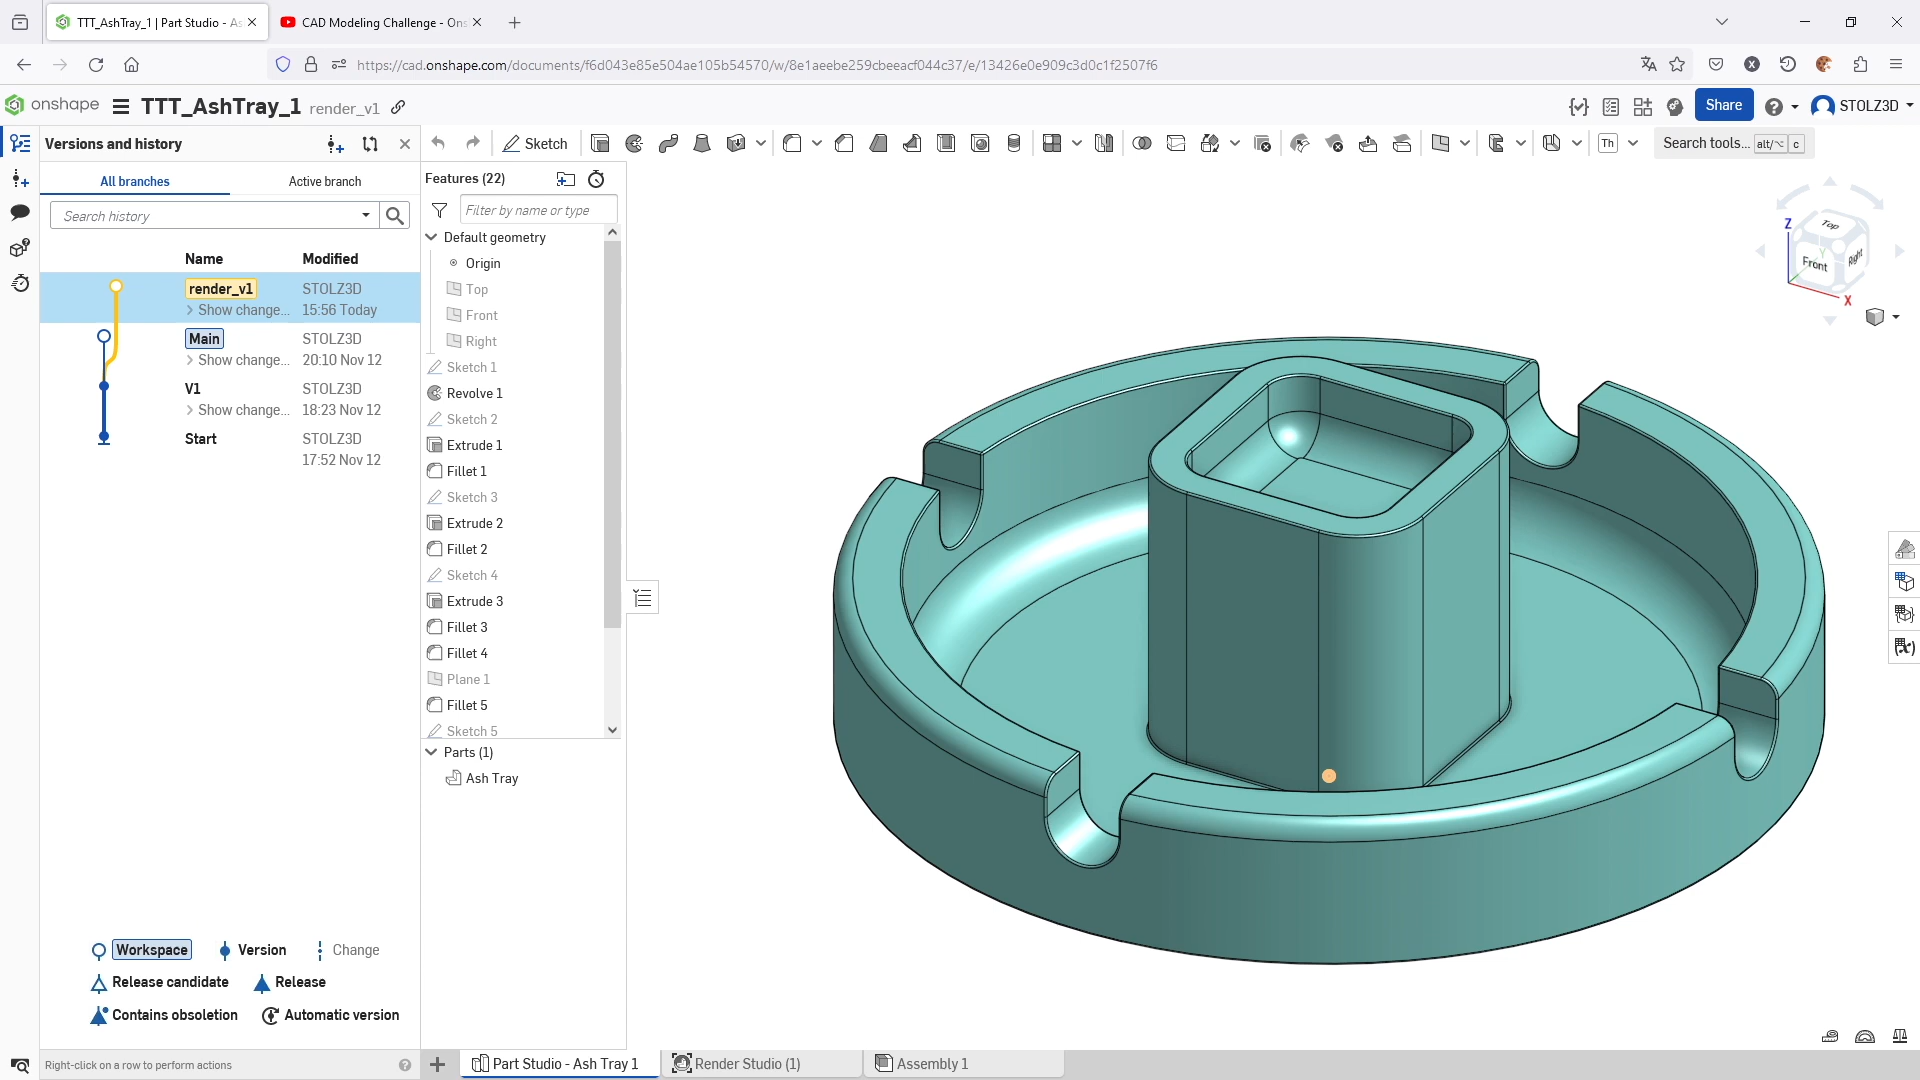 TTT_AshTray_1 | Part Studio - As
CAD Modeling Challenge - Ons
https://cad.onshape.com/documents/f6d043e85e504ae105b54570/w/8e1aeebe259cbeeacf044c37/e/13426e0e909c3d0c1f2507f6
onshape TTT_AshTray_1 render_v1
Share
STOLZ3D
Versions and history
Sketch
Th
Search tools... alt/⌥ c
All branches
Active branch
Search history
Name Modified
render_v1 STOLZ3D
Show change... 15:56 Today
Main STOLZ3D
Show change... 20:10 Nov 12
V1 STOLZ3D
Show change... 18:23 Nov 12
Start STOLZ3D
17:52 Nov 12
Workspace Version Change
Release candidate Release
Contains obsoletion Automatic version
Right-click on a row to perform actions
Features (22)
Filter by name or type
Default geometry
Origin
Top
Front
Right
Sketch 1
Revolve 1
Sketch 2
Extrude 1
Fillet 1
Sketch 3
Extrude 2
Fillet 2
Sketch 4
Extrude 3
Fillet 3
Fillet 4
Plane 1
Fillet 5
Sketch 5
Parts (1)
Ash Tray
Z
Top
Y
Front
Right
X
(x)
Part Studio - Ash Tray 1
Render Studio (1)
Assembly 1